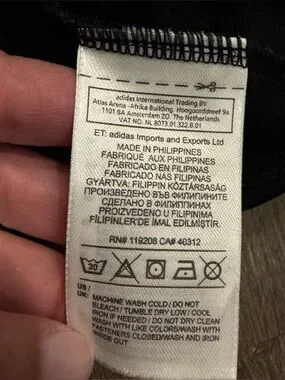 adidas International Trading BV
Atlas Arena - Afrika Building Hoogoorddreef 9a
1101 BA Amsterdam ZO. The Netherlands
VAT NO. NL 8073.01.322.B.01
ET: adidas Imports and Exports Ltd
MADE IN PHILIPPINES
FABRIQUÉ AUX PHILIPPINES
FABRICADO EN FILIPINAS
FABRICADO NAS FILIPINAS
GYÁRTVA: FILIPPIN KÖZTÁRSASÁG
ПРОИЗВЕДЕНО ВЪВ ФИЛИПИНИТЕ
СДЕЛАНО В ФИЛИППИНАХ
PROIZVEDENO U FILIPINIMA
FİLİPİNLER'DE İMAL EDİLMİŞTİR.
RN# 119208 CA# 40312
30
US /
UK: MACHINE WASH COLD / DO NOT
BLEACH / TUMBLE DRY LOW / COOL
IRON IF NEEDED / DO NOT DRY CLEAN
WASH WITH LIKE COLORS/WASH WITH
FASTENERS CLOSED/WASH AND IRON
INSIDE OUT